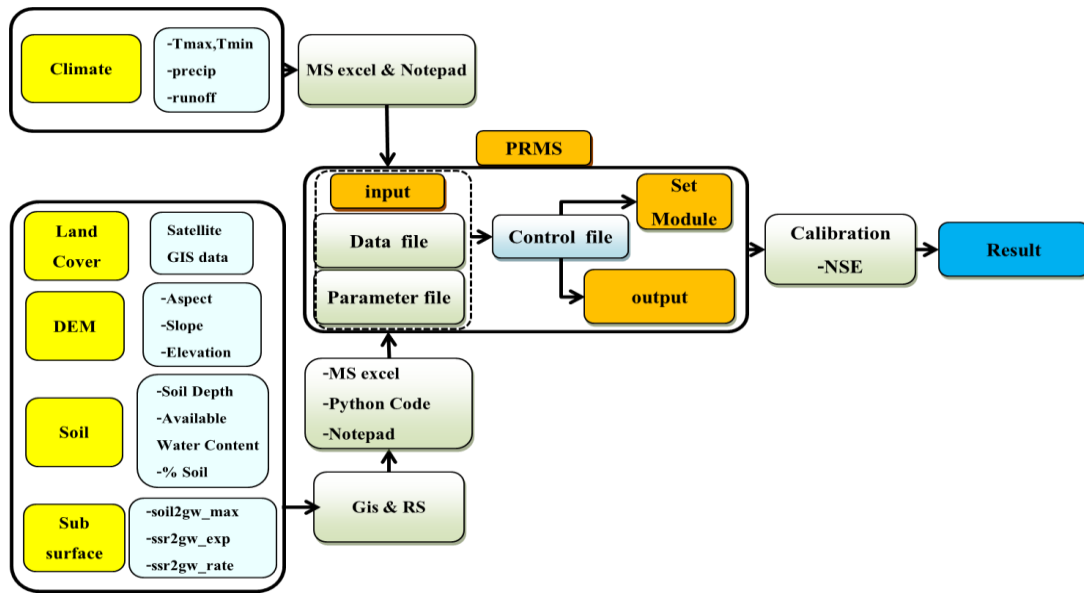 Climate
-Tmax,Tmin
-precip
-runoff
MS excel & Notepad
PRMS
input
Data file
Parameter file
Control file
Set
Module
output
Calibration
-NSE
Result
Land
Cover
Satellite
GIS data
DEM
-Aspect
-Slope
-Elevation
Soil
-Soil Depth
-Available
Water Content
-% Soil
Sub
surface
-soil2gw_max
-ssr2gw_exp
-ssr2gw_rate
-MS excel
-Python Code
-Notepad
Gis & RS